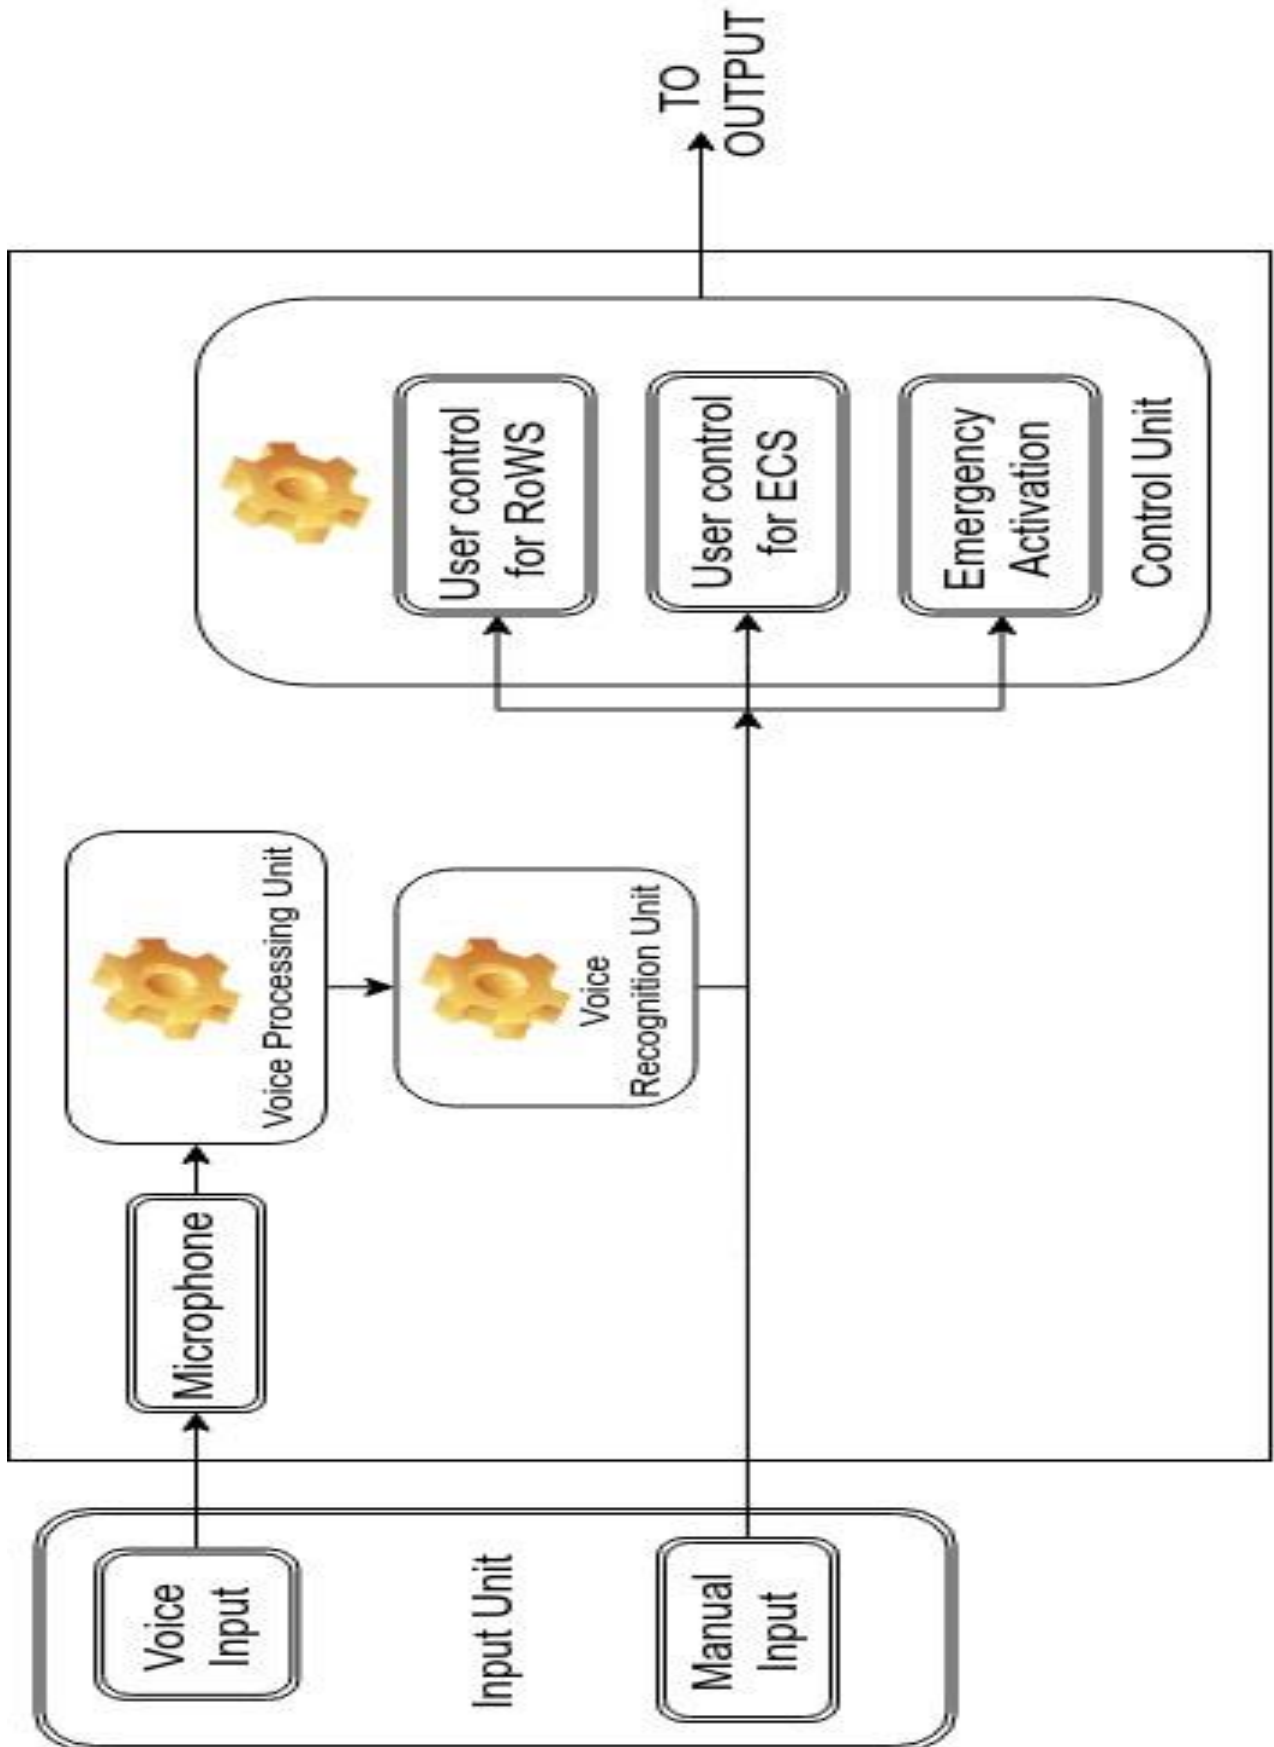 Voice
Input
Input Unit
Manual
Input
Microphone
Voice Processing Unit
Voice
Recognition Unit
User control
for RoWS
User control
for ECS
Emergency
Activation
Control Unit
TO
OUTPUT